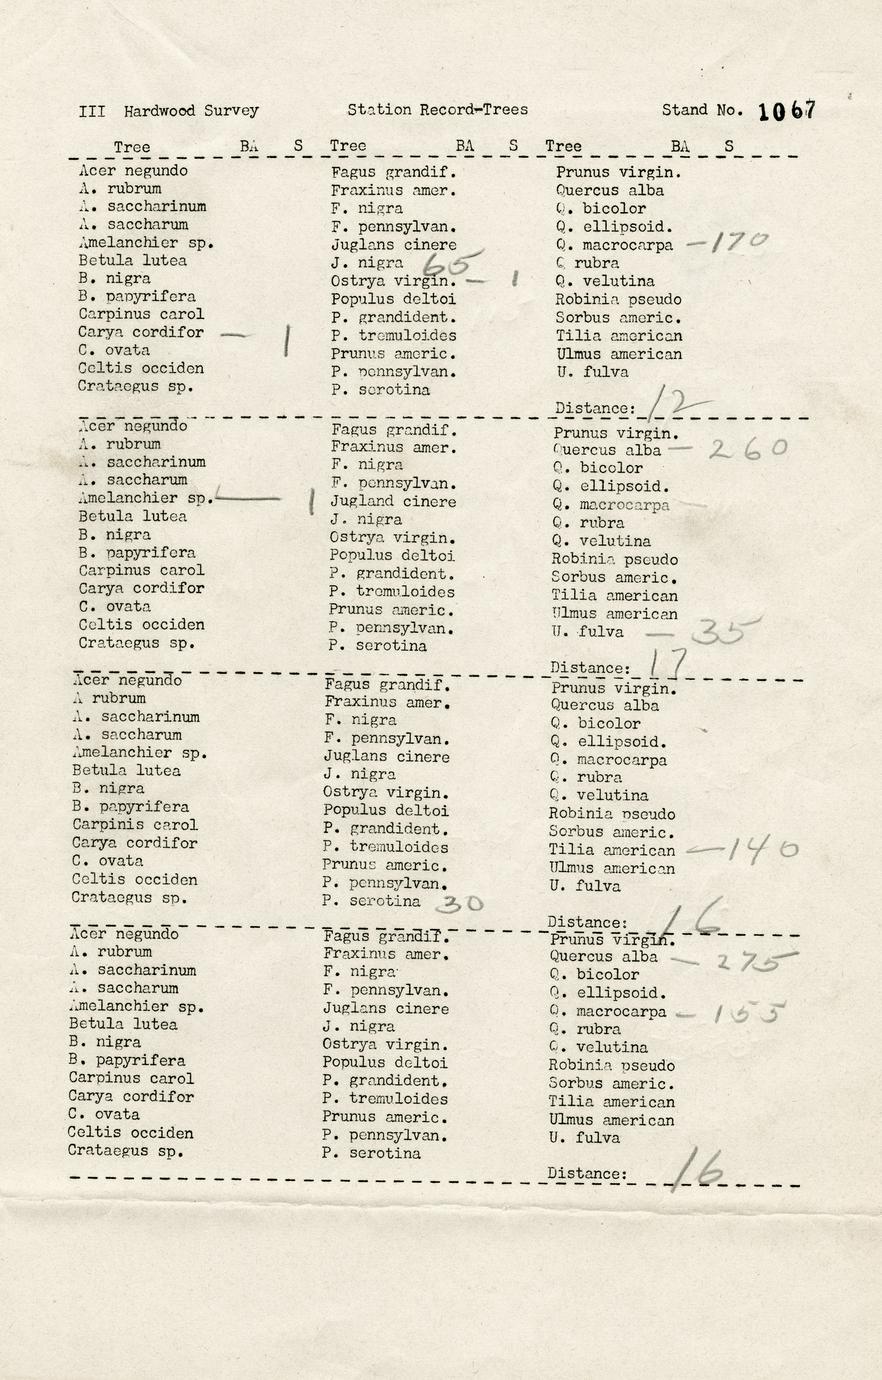 III Hardwood Survey Station Record-Trees Stand No. 1067
Tree BA S Tree BA S Tree BA S
Acer negundo Fagus grandif. Prunus virgin.
A. rubrum Fraxinus amer. Quercus alba
A. saccharinum F. nigra Q. bicolor
A. saccharum F. pennsylvan. Q. ellipsoid.
Amelanchier sp. Juglans cinere Q. macrocarpa — 170
Betula lutea J. nigra 65 Q. rubra
B. nigra Ostrya virgin. — 1 Q. velutina
B. papyrifera Populus deltoi Robinia pseudo
Carpinus carol P. grandident. Sorbus americ.
Carya cordifor — 1 P. tremuloides Tilia american
C. ovata Prunus americ. Ulmus american
Celtis occiden P. pennsylvan. U. fulva
Crataegus sp. P. serotina
Distance: 12
Acer negundo Fagus grandif. Prunus virgin.
A. rubrum Fraxinus amer. Quercus alba — 260
A. saccharinum F. nigra Q. bicolor
A. saccharum F. pennsylvan. Q. ellipsoid.
Amelanchier sp. — 1 Jugland cinere Q. macrocarpa
Betula lutea J. nigra Q. rubra
B. nigra Ostrya virgin. Q. velutina
B. papyrifera Populus deltoi Robinia pseudo
Carpinus carol P. grandident. Sorbus americ.
Carya cordifor P. tremuloides Tilia american
C. ovata Prunus americ. Ulmus american
Celtis occiden P. pennsylvan. U. fulva — 35
Crataegus sp. P. serotina
Distance: 17
Acer negundo Fagus grandif. Prunus virgin.
A rubrum Fraxinus amer. Quercus alba
A. saccharinum F. nigra Q. bicolor
A. saccharum F. pennsylvan. Q. ellipsoid.
Amelanchier sp. Juglans cinere Q. macrocarpa
Betula lutea J. nigra Q. rubra
B. nigra Ostrya virgin. Q. velutina
B. papyrifera Populus deltoi Robinia pseudo
Carpinis carol P. grandident. Sorbus americ.
Carya cordifor P. tremuloides Tilia american — 140
C. ovata Prunus americ. Ulmus american
Celtis occiden P. pennsylvan. U. fulva
Crataegus sp. P. serotina 30
Distance: 16
Acer negundo Fagus grandif. Prunus virgin.
A. rubrum Fraxinus amer. Quercus alba — 275
A. saccharinum F. nigra Q. bicolor
A. saccharum F. pennsylvan. Q. ellipsoid.
Amelanchier sp. Juglans cinere Q. macrocarpa — 155
Betula lutea J. nigra Q. rubra
B. nigra Ostrya virgin. Q. velutina
B. papyrifera Populus deltoi Robinia pseudo
Carpinus carol P. grandident. Sorbus americ.
Carya cordifor P. tremuloides Tilia american
C. ovata Prunus americ. Ulmus american
Celtis occiden P. pennsylvan. U. fulva
Crataegus sp. P. serotina
Distance: 16